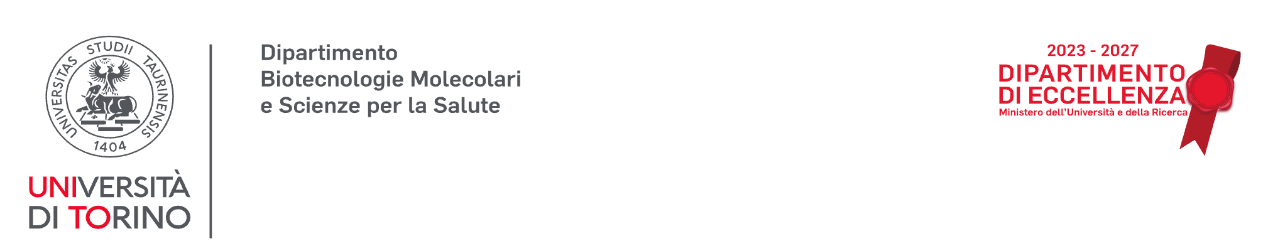 UNIVERSITAS STUDII TAURINENSIS
1404
UNIVERSITÀ
DI TORINO
Dipartimento
Biotecnologie Molecolari
e Scienze per la Salute
2023 - 2027
DIPARTIMENTO
DI ECCELLENZA
Ministero dell'Università e della Ricerca